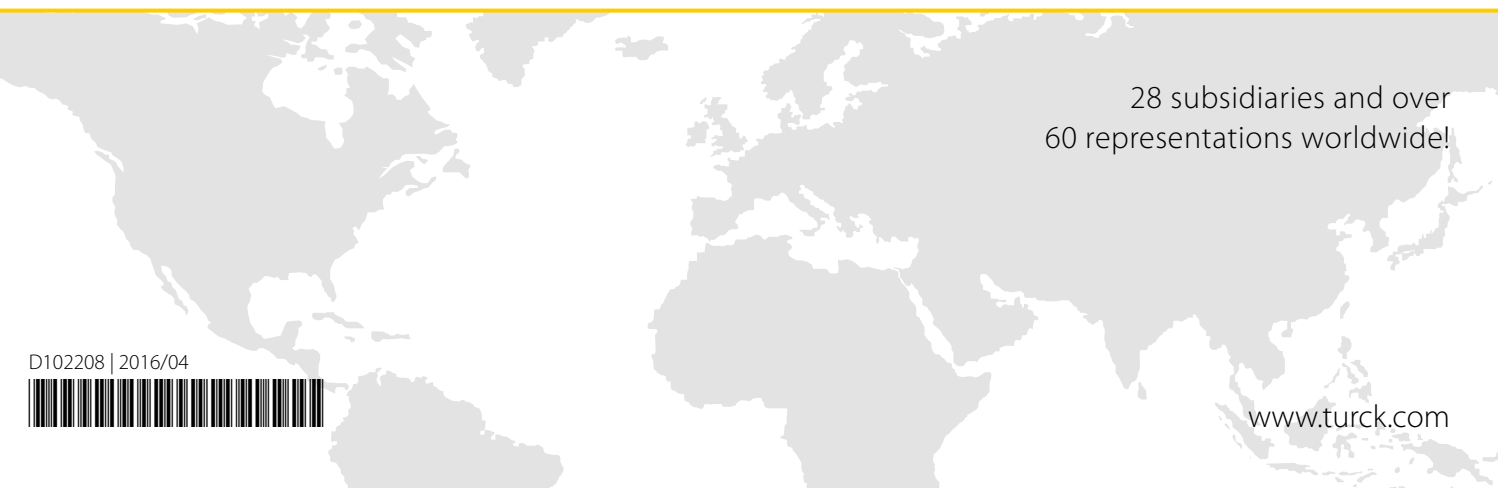 28 subsidiaries and over
60 representations worldwide!
D102208 | 2016/04
www.turck.com